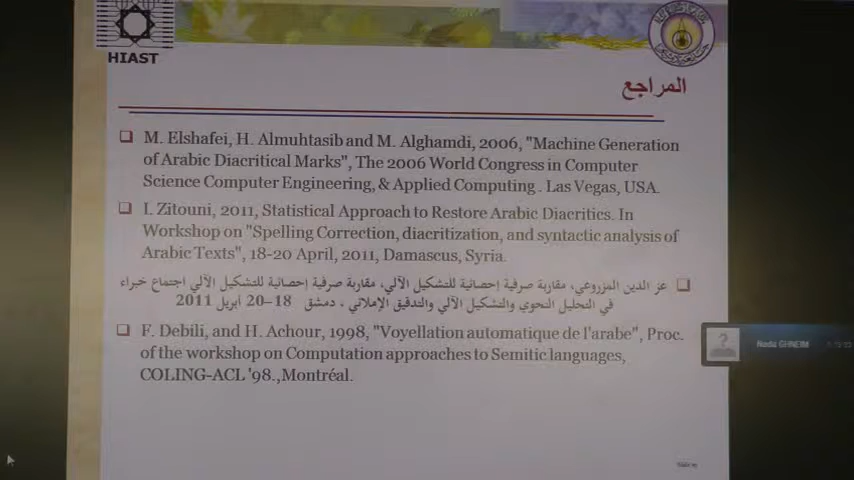 HIAST
المراجع
M. Elshafei, H. Almuhtasib and M. Alghamdi, 2006, "Machine Generation
of Arabic Diacritical Marks", The 2006 World Congress in Computer
Science Computer Engineering, & Applied Computing . Las Vegas, USA.
I. Zitouni, 2011, Statistical Approach to Restore Arabic Diacritics. In
Workshop on "Spelling Correction, diacritization, and syntactic analysis of
Arabic Texts", 18-20 April, 2011, Damascus, Syria.
عز الدين المزروعي، مقاربة صرفية إحصائية للتشكيل الآلي، مقاربة صرفية إحصائية للتشكيل الآلي اجتماع خبراء
في التحليل النحوي والتشكيل الآلي والتدقيق الإملائي ، دمشق 18–20 أبريل 2011
F. Debili, and H. Achour, 1998, "Voyellation automatique de l'arabe", Proc.
of the workshop on Computation approaches to Semitic languages,
COLING-ACL '98.,Montréal.
Nada GHNEIM